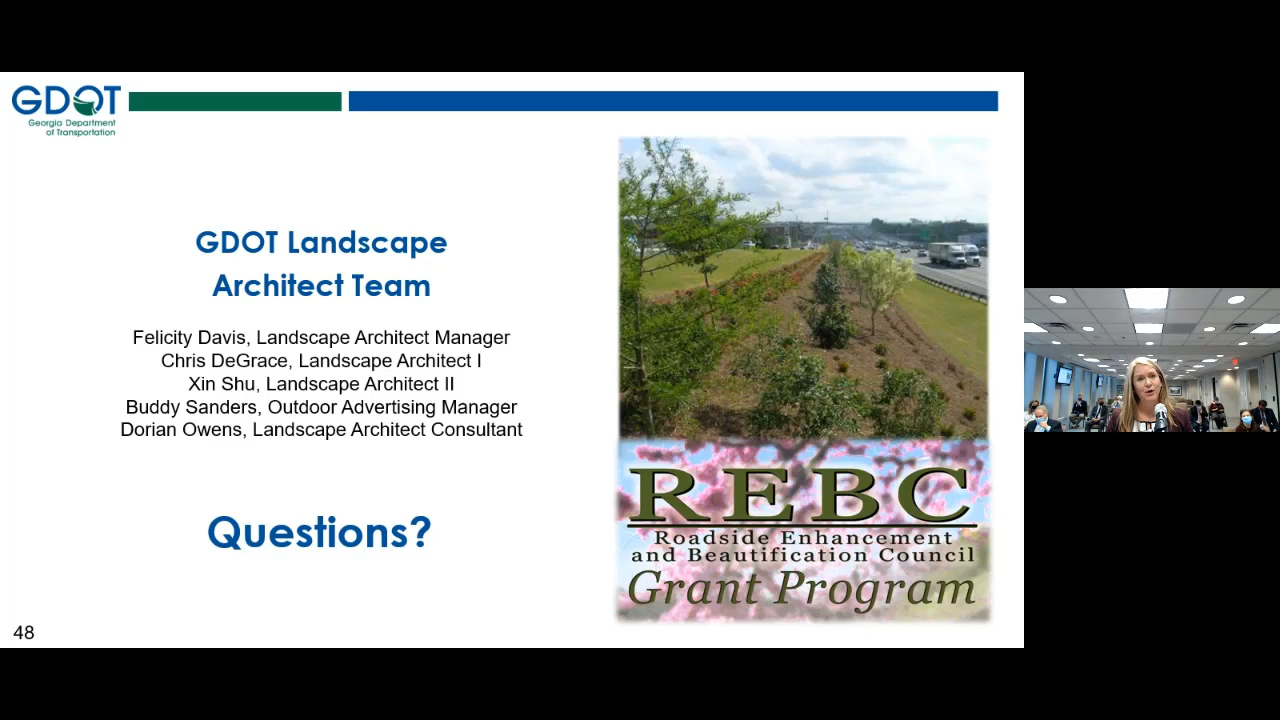 GDOT
Georgia Department
of Transportation
GDOT Landscape
Architect Team
Felicity Davis, Landscape Architect Manager
Chris DeGrace, Landscape Architect I
Xin Shu, Landscape Architect II
Buddy Sanders, Outdoor Advertising Manager
Dorian Owens, Landscape Architect Consultant
Questions?
REBC
Roadside Enhancement
and Beautification Council
Grant Program
48